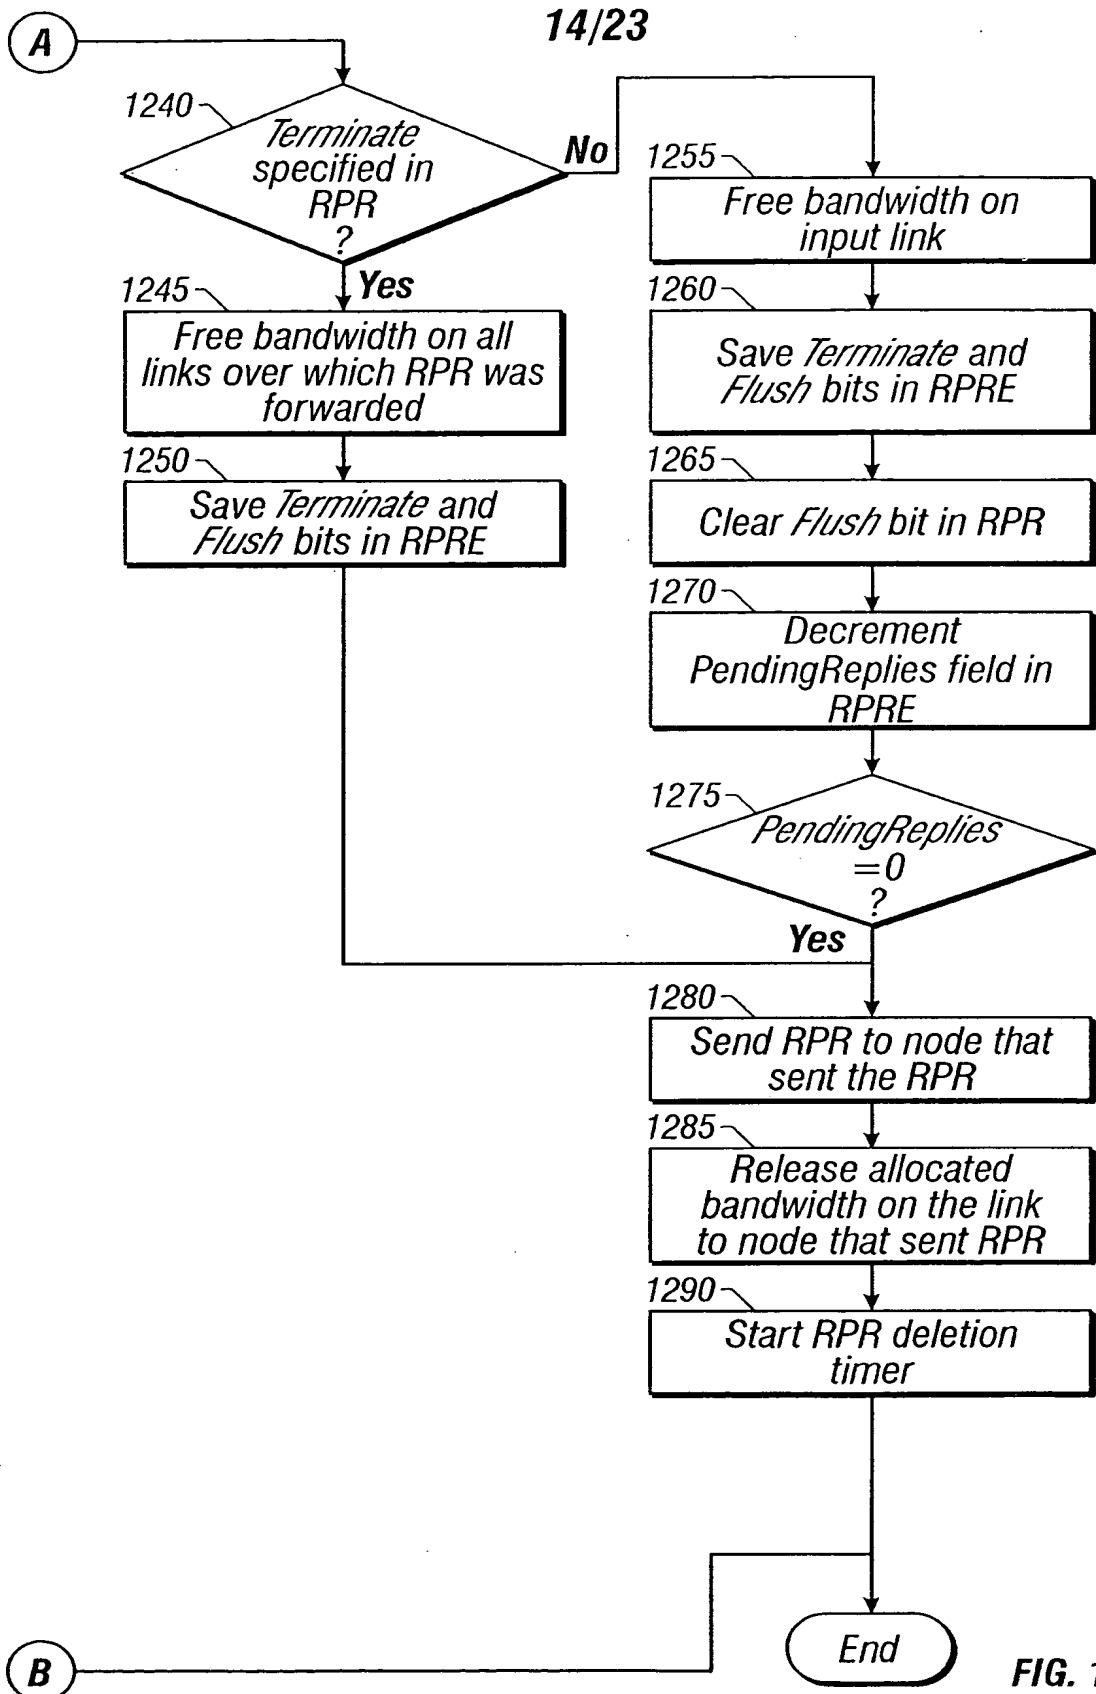 14/23
A
1240
Terminate
specified in
RPR
?
No
Yes
1245
Free bandwidth on all
links over which RPR was
forwarded
1250
Save Terminate and
Flush bits in RPRE
1255
Free bandwidth on
input link
1260
Save Terminate and
Flush bits in RPRE
1265
Clear Flush bit in RPR
1270
Decrement
PendingReplies field in
RPRE
1275
PendingReplies
=0
?
Yes
1280
Send RPR to node that
sent the RPR
1285
Release allocated
bandwidth on the link
to node that sent RPR
1290
Start RPR deletion
timer
End
B
FIG.